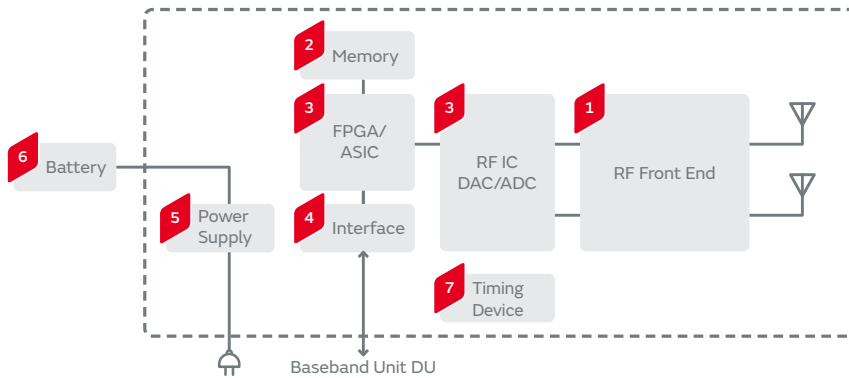 2
Memory
3
FPGA/
ASIC
3
RF IC
DAC/ADC
1
RF Front End
6
Battery
5
Power
Supply
4
Interface
7
Timing
Device
Baseband Unit DU